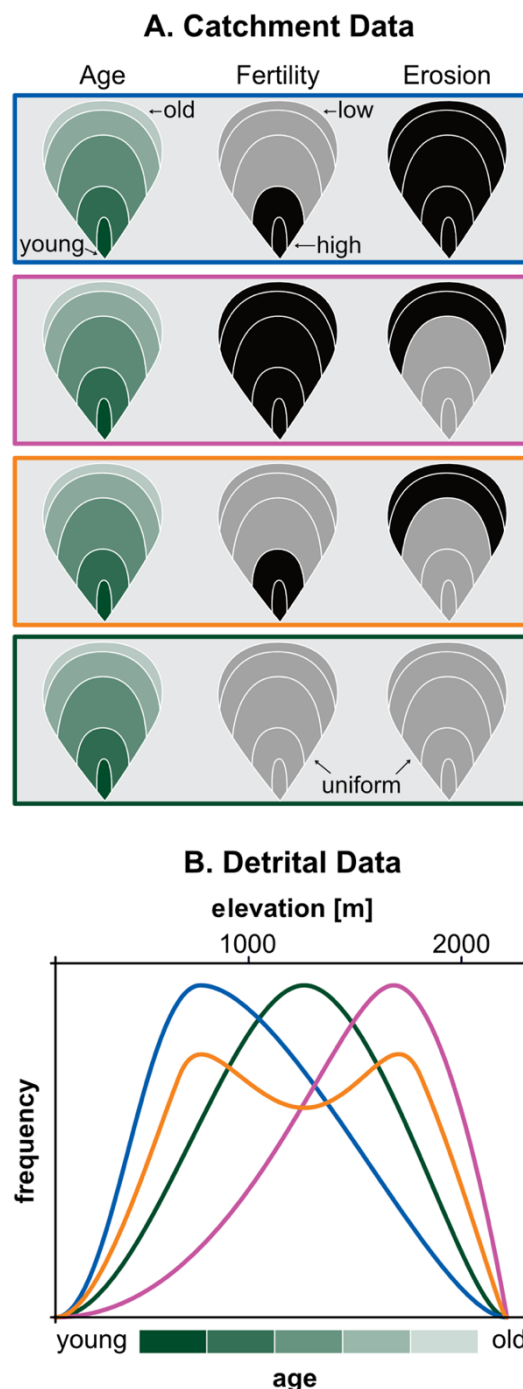 A. Catchment Data
Age Fertility Erosion
old low
young high
uniform
B. Detrital Data
elevation [m]
1000 2000
frequency
young old
age